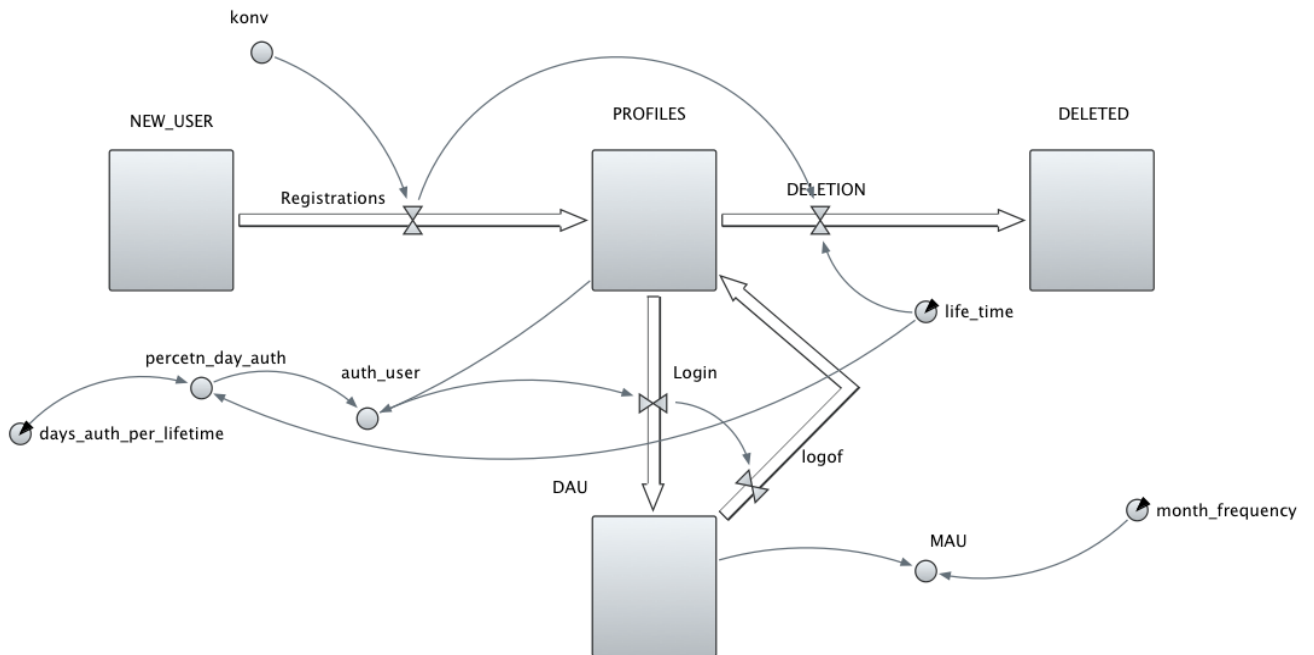 konv
NEW_USER
PROFILES
DELETED
Registrations
DELETION
life_time
percetn_day_auth
auth_user
Login
days_auth_per_lifetime
logof
DAU
month_frequency
MAU